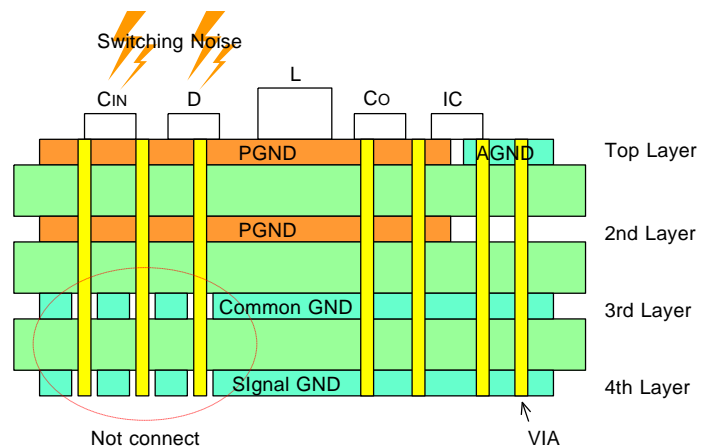 Switching Noise
CIN
D
L
CO
IC
PGND
AGND
Top Layer
PGND
2nd Layer
Common GND
3rd Layer
SIgnal GND
4th Layer
Not connect
VIA